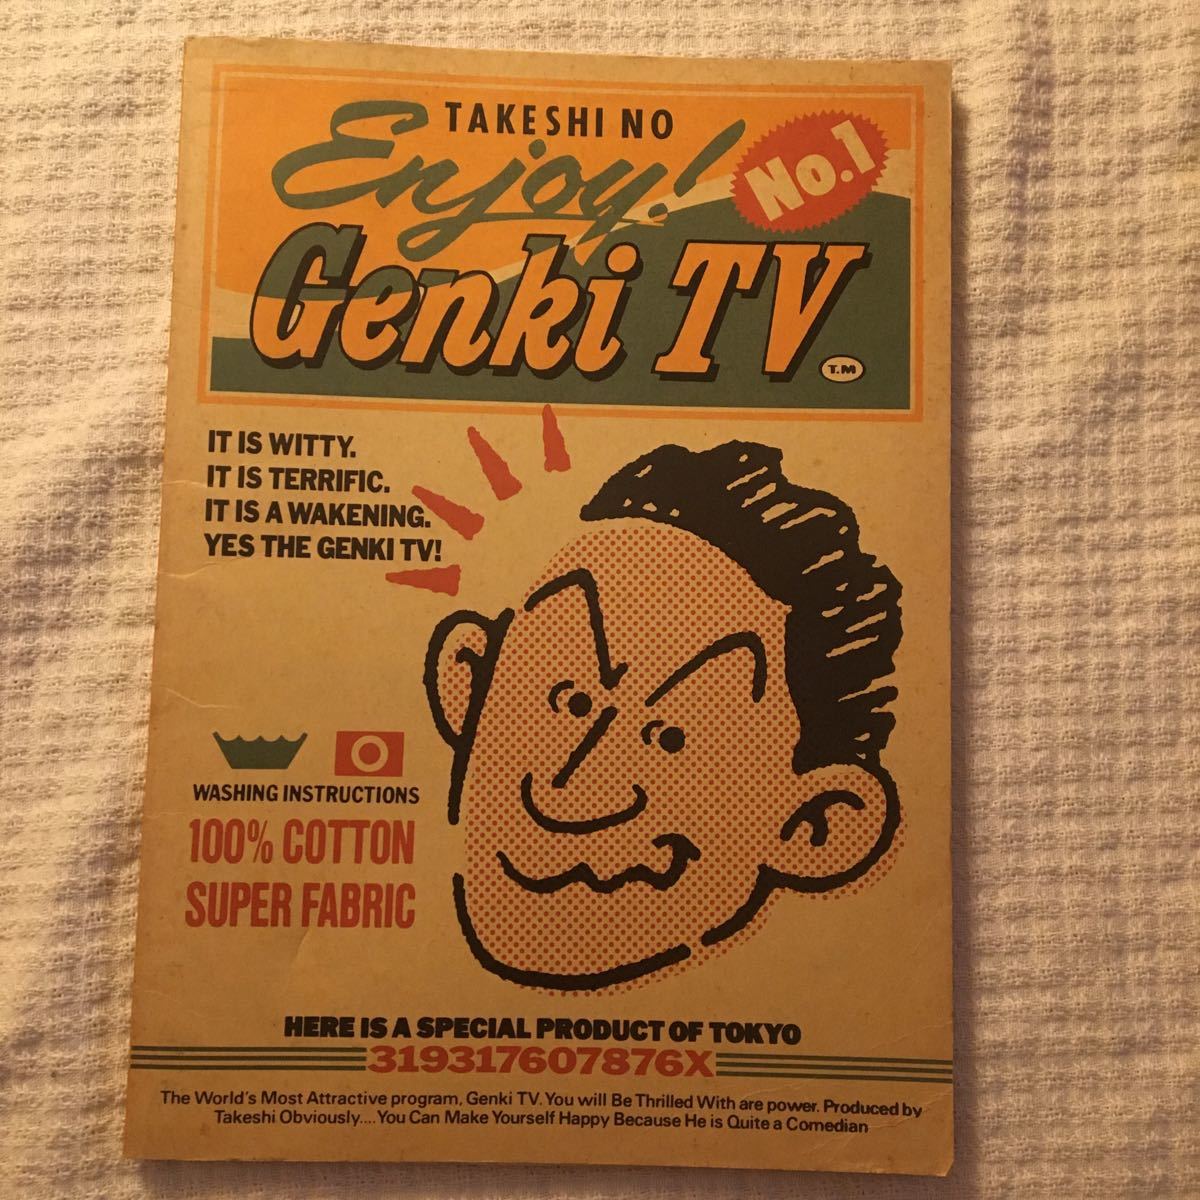 TAKESHI NO
Enjoy!
No.1
Genki TV
T.M
IT IS WITTY.
IT IS TERRIFIC.
IT IS A WAKENING.
YES THE GENKI TV!
WASHING INSTRUCTIONS
100% COTTON
SUPER FABRIC
HERE IS A SPECIAL PRODUCT OF TOKYO
319317607876X
The World's Most Attractive program, Genki TV. You will Be Thrilled With are power. Produced by
Takeshi Obviously.... You Can Make Yourself Happy Because He is Quite a Comedian